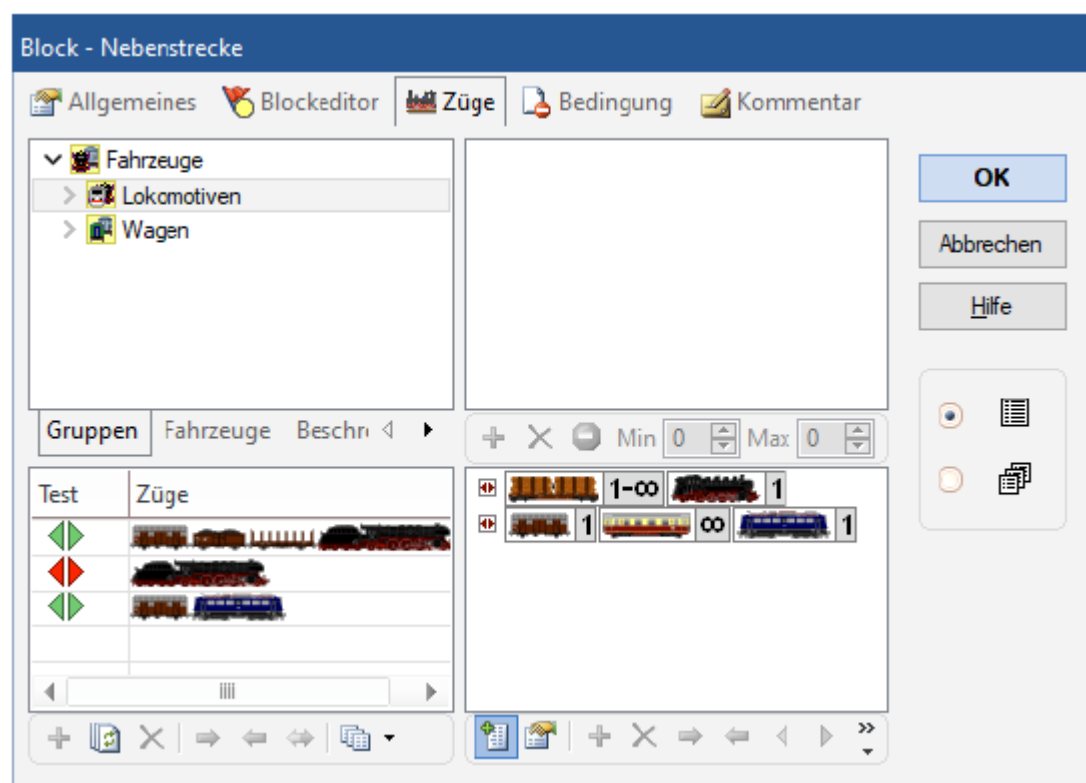 Block - Nebenstrecke
Allgemeines Blockeditor Züge Bedingung Kommentar
Fahrzeuge
Lokomotiven
Wagen
OK
Abbrechen
Hilfe
Gruppen Fahrzeuge Beschr
Min 0 Max 0
Test Züge
1-∞ 1
1 ∞ 1